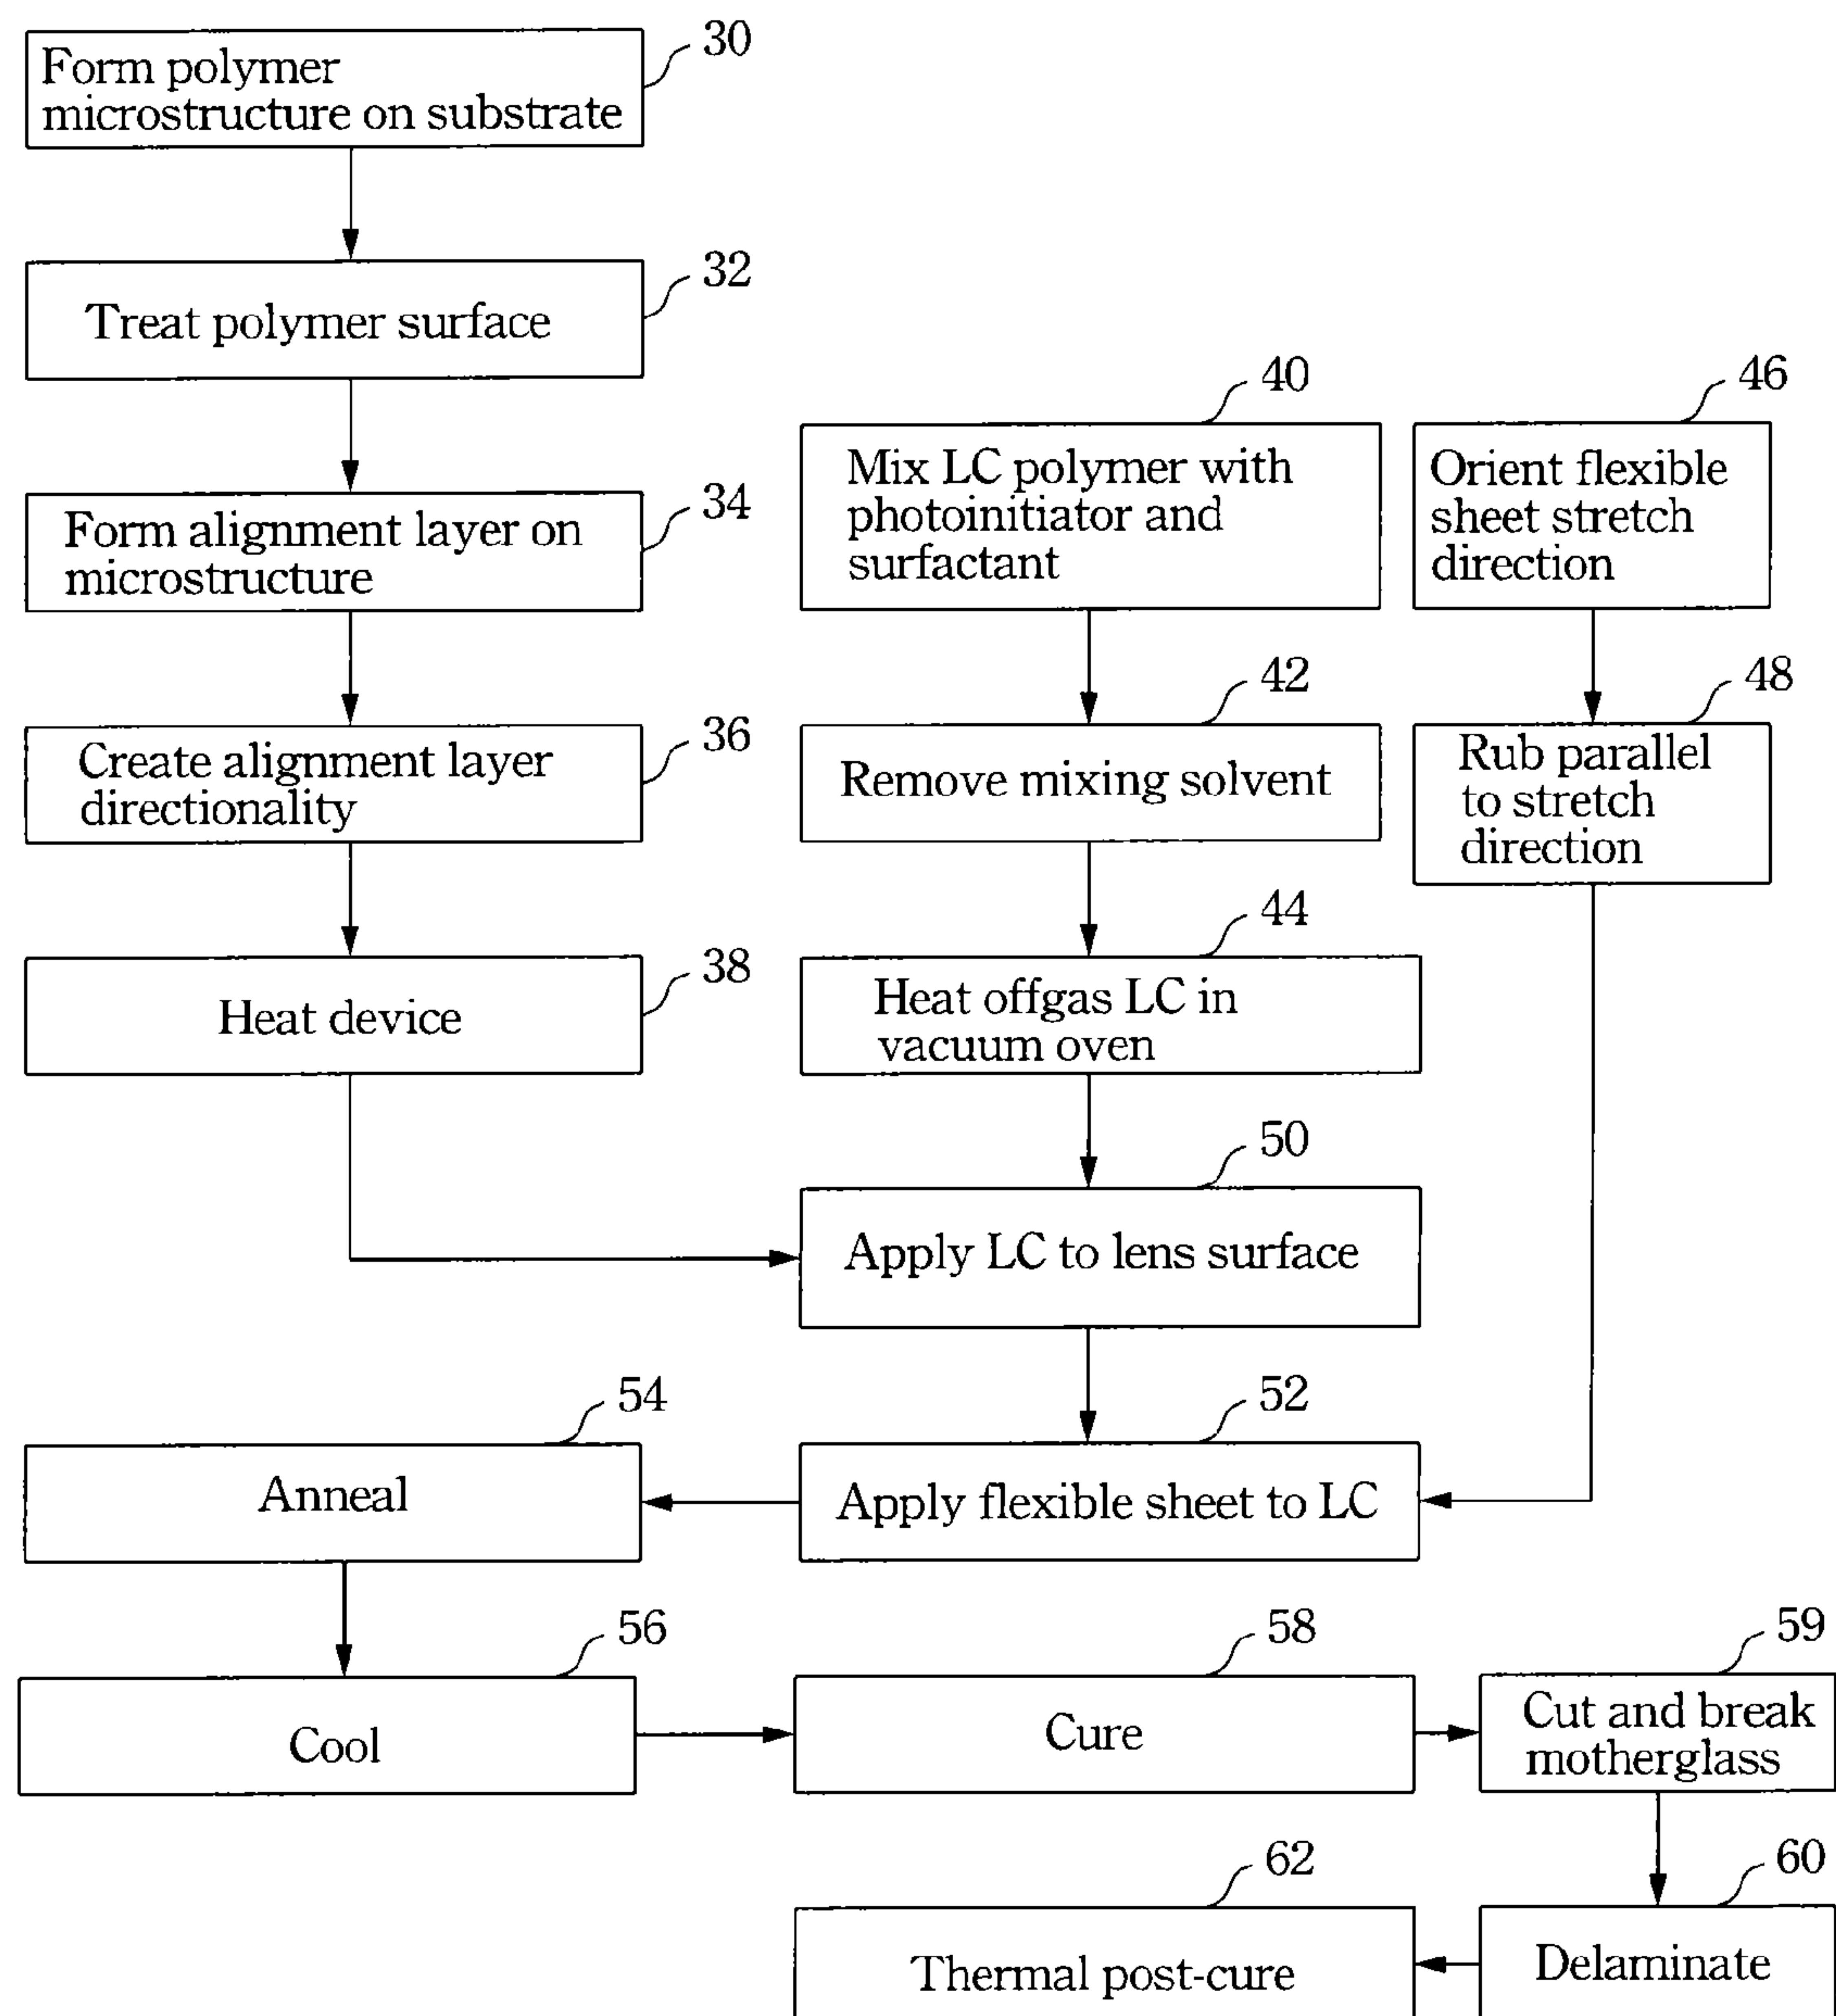 30
Form polymer
microstructure on substrate
32
Treat polymer surface
34
Form alignment layer on
microstructure
36
Create alignment layer
directionality
38
Heat device
40
Mix LC polymer with
photoinitiator and
surfactant
42
Remove mixing solvent
44
Heat offgas LC in
vacuum oven
46
Orient flexible
sheet stretch
direction
48
Rub parallel
to stretch
direction
50
Apply LC to lens surface
52
Apply flexible sheet to LC
54
Anneal
56
Cool
58
Cure
59
Cut and break
motherglass
60
Delaminate
62
Thermal post-cure